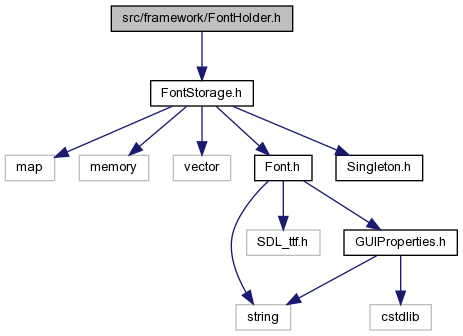 src/framework/FontHolder.h
FontStorage.h
map
memory
vector
Font.h
Singleton.h
SDL_ttf.h
GUIProperties.h
string
cstdlib